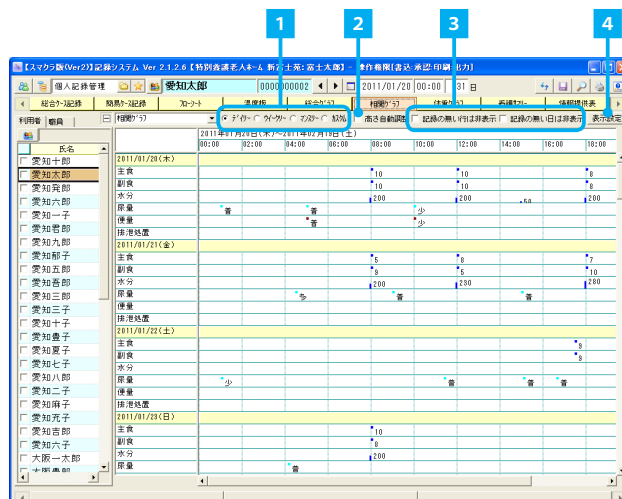 1 2 3 4
【スマクラ版(Ver2)】記録システム Ver 2.1.2.6 【特別養護老人ホーム 新富士苑：富士太郎】 - 操作権限[書込・承認・印刷・出力]
個人記録管理 愛知太郎 0000000002 2011/01/20 00:00 31 日
総合ケース記録 簡易ケース記録 フローシート 温度板 総合グラフ 相関グラフ 体重グラフ 看護サマリー 情報提供表
利用者 職員 相関グラフ デイリー ウイークリー マンスリー カスタム 高さ自動調整 記録の無い行は非表示 記録の無い日は非表示 表示設定
2011年01月20日(木)～2011年02月19日(土)
00:00 02:00 04:00 06:00 08:00 10:00 12:00 14:00 16:00 18:00
氏名
愛知十郎
愛知太郎
愛知発郎
愛知六郎
愛知一子
愛知君郎
愛知九郎
愛知郁子
愛知五郎
愛知吾郎
愛知三郎
愛知三子
愛知十子
愛知豊子
愛知夏子
愛知七子
愛知八郎
愛知二子
愛知麻子
愛知充子
愛知吉郎
愛知六子
大阪一太郎
2011/01/20(木)
主食 10 10 8
副食 10 10 8
水分 200 200 50 200
尿量 普 普 少
便量 普 少
排泄処置
2011/01/21(金)
主食 5 8 7
副食 9 5 10
水分 200 230 280
尿量 多 普 普
便量
排泄処置
2011/01/22(土)
主食 9
副食 9
水分
尿量 少 普 普 普
便量
排泄処置
2011/01/23(日)
主食 10
副食 8
水分 200
尿量 普